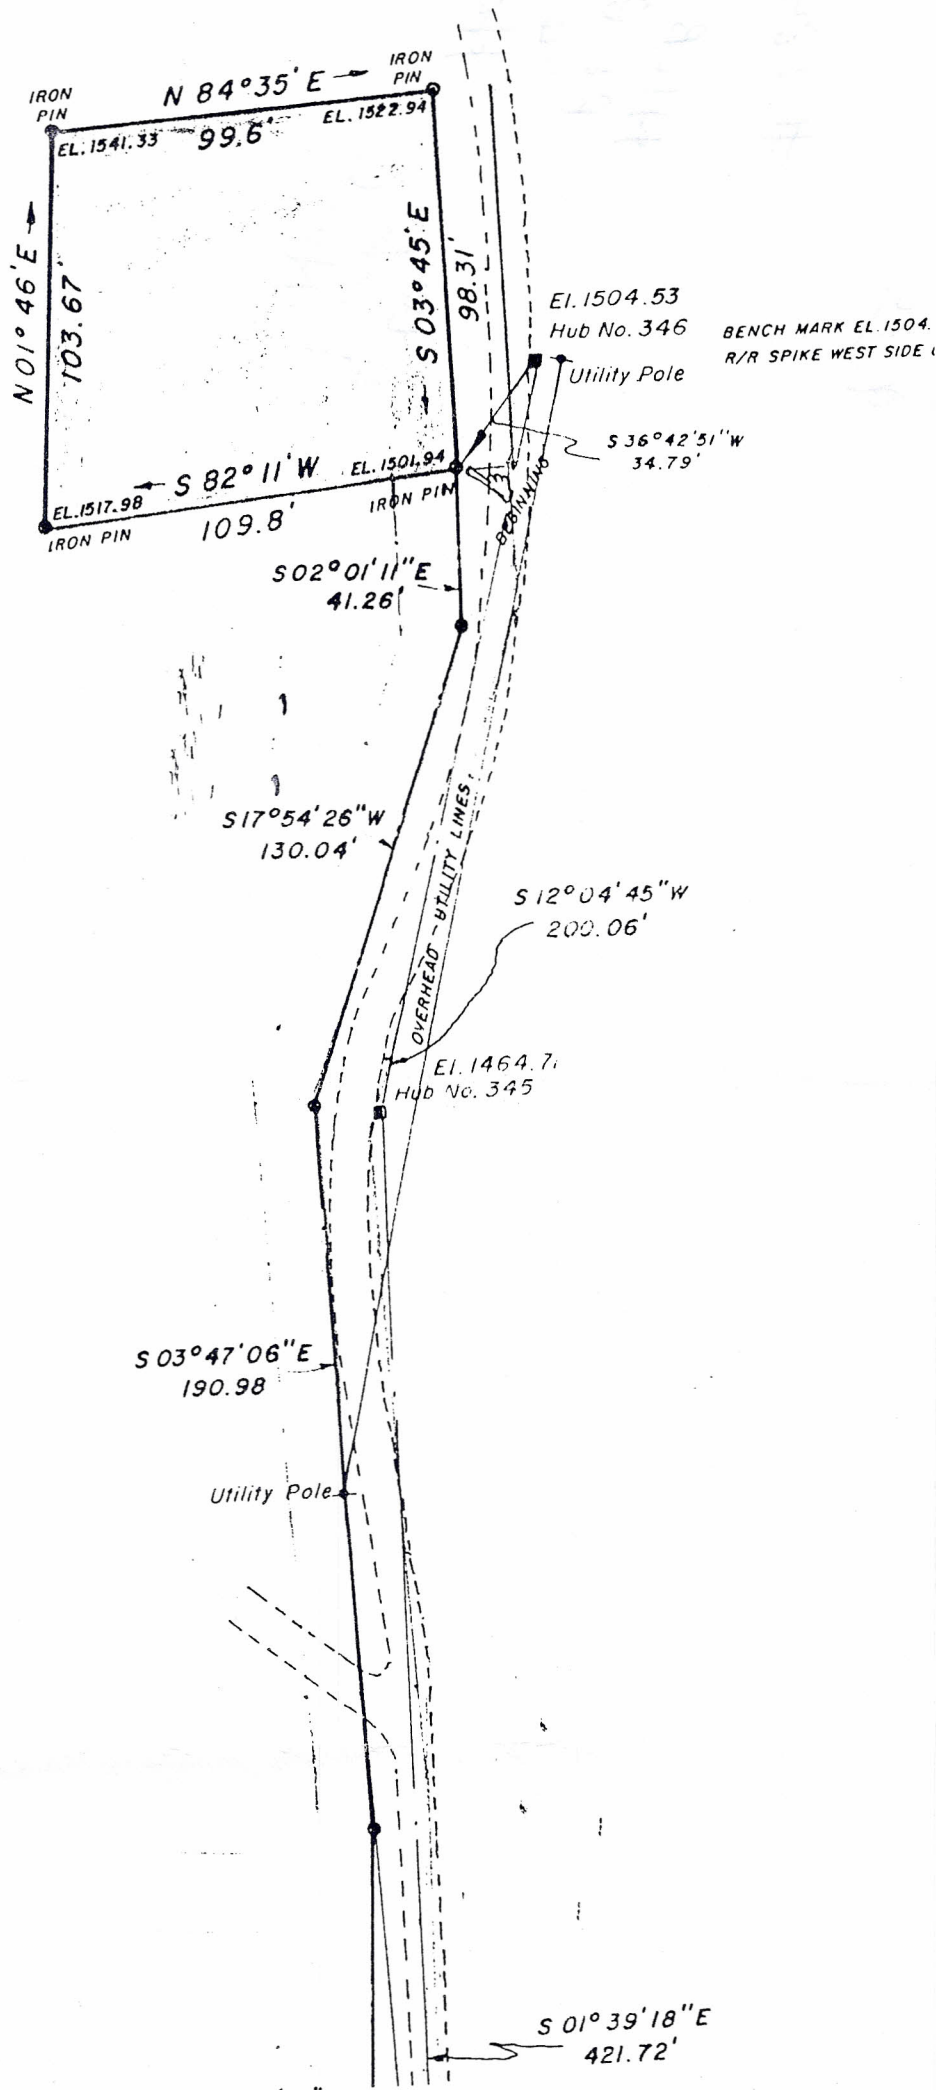 IRON
PIN
N 84°35' E
IRON
PIN
EL. 1541.33
99.6'
EL. 1522.94
N 01° 46' E
103.67'
S 03° 45' E
98.31'
El. 1504.53
Hub No. 346
BENCH MARK EL. 1504.
R/R SPIKE WEST SIDE
Utility Pole
S 36°42'51" W
34.79'
S 82° 11' W
EL. 1501.94
IRON PIN
EL. 1517.98
109.8'
IRON PIN
BEGINNING
S 02° 01' 11" E
41.26'
S 17° 54' 26" W
130.04'
OVERHEAD - UTILITY LINES
S 12° 04' 45" W
200.06'
El. 1464.7
Hub No. 345
S 03° 47' 06" E
190.98
Utility Pole
S 01° 39' 18" E
421.72'